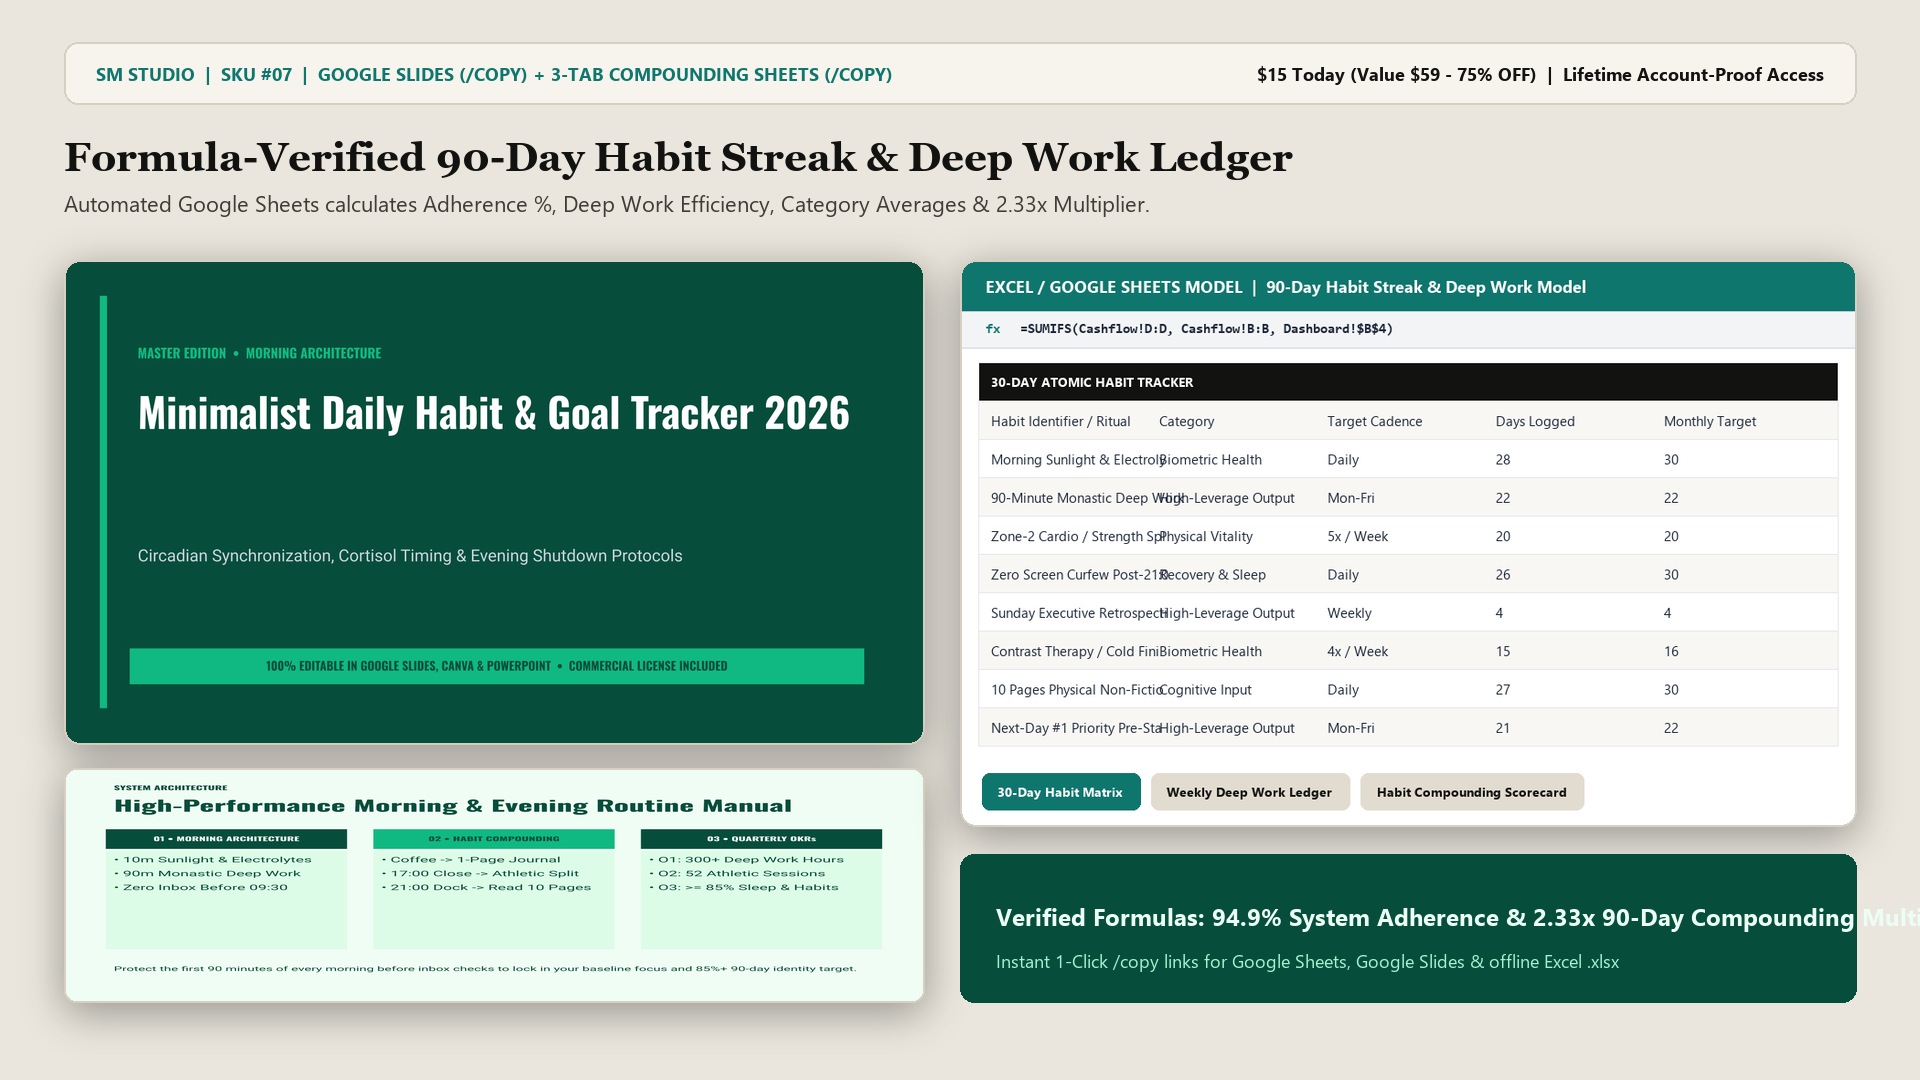 SM STUDIO | SKU #07 | GOOGLE SLIDES (/COPY) + 3-TAB COMPOUNDING SHEETS (/COPY)
$15 Today (Value $59 - 75% OFF) | Lifetime Account-Proof Access
Formula-Verified 90-Day Habit Streak & Deep Work Ledger
Automated Google Sheets calculates Adherence %, Deep Work Efficiency, Category Averages & 2.33x Multiplier.
MASTER EDITION • MORNING ARCHITECTURE
Minimalist Daily Habit & Goal Tracker 2026
Circadian Synchronization, Cortisol Timing & Evening Shutdown Protocols
100% EDITABLE IN GOOGLE SLIDES, CANVA & POWERPOINT • COMMERCIAL LICENSE INCLUDED
SYSTEM ARCHITECTURE
High-Performance Morning & Evening Routine Manual
01 - MORNING ARCHITECTURE
• 10m Sunlight & Electrolytes
• 90m Monastic Deep Work
• Zero Inbox Before 09:30
02 - HABIT COMPOUNDING
• Coffee -> 1-Page Journal
• 17:00 Close -> Athletic Split
• 21:00 Dock -> Read 10 Pages
03 - QUARTERLY OKRs
• O1: 300+ Deep Work Hours
• O2: 52 Athletic Sessions
• O3: >= 85% Sleep & Habits
Protect the first 90 minutes of every morning before inbox checks to lock in your baseline focus and 85%+ 90-day identity target.
EXCEL / GOOGLE SHEETS MODEL | 90-Day Habit Streak & Deep Work Model
fx =SUMIFS(Cashflow!D:D, Cashflow!B:B, Dashboard!$B$4)
30-DAY ATOMIC HABIT TRACKER
Habit Identifier / Ritual Category Target Cadence Days Logged Monthly Target
Morning Sunlight & Electroly Biometric Health Daily 28 30
90-Minute Monastic Deep Work High-Leverage Output Mon-Fri 22 22
Zone-2 Cardio / Strength Spl Physical Vitality 5x / Week 20 20
Zero Screen Curfew Post-21:0 Recovery & Sleep Daily 26 30
Sunday Executive Retrospecti High-Leverage Output Weekly 4 4
Contrast Therapy / Cold Fini Biometric Health 4x / Week 15 16
10 Pages Physical Non-Fictio Cognitive Input Daily 27 30
Next-Day #1 Priority Pre-Sta High-Leverage Output Mon-Fri 21 22
30-Day Habit Matrix Weekly Deep Work Ledger Habit Compounding Scorecard
Verified Formulas: 94.9% System Adherence & 2.33x 90-Day Compounding Multi
Instant 1-Click /copy links for Google Sheets, Google Slides & offline Excel .xlsx